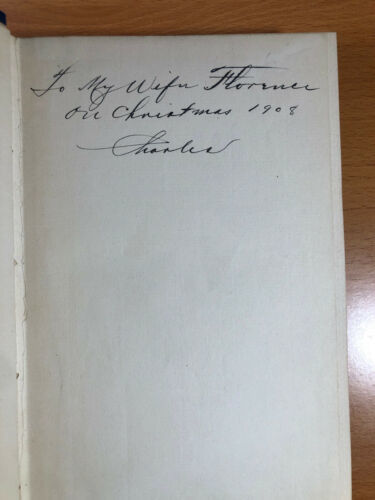 To My Wife Florence
On Christmas 1908
Charles